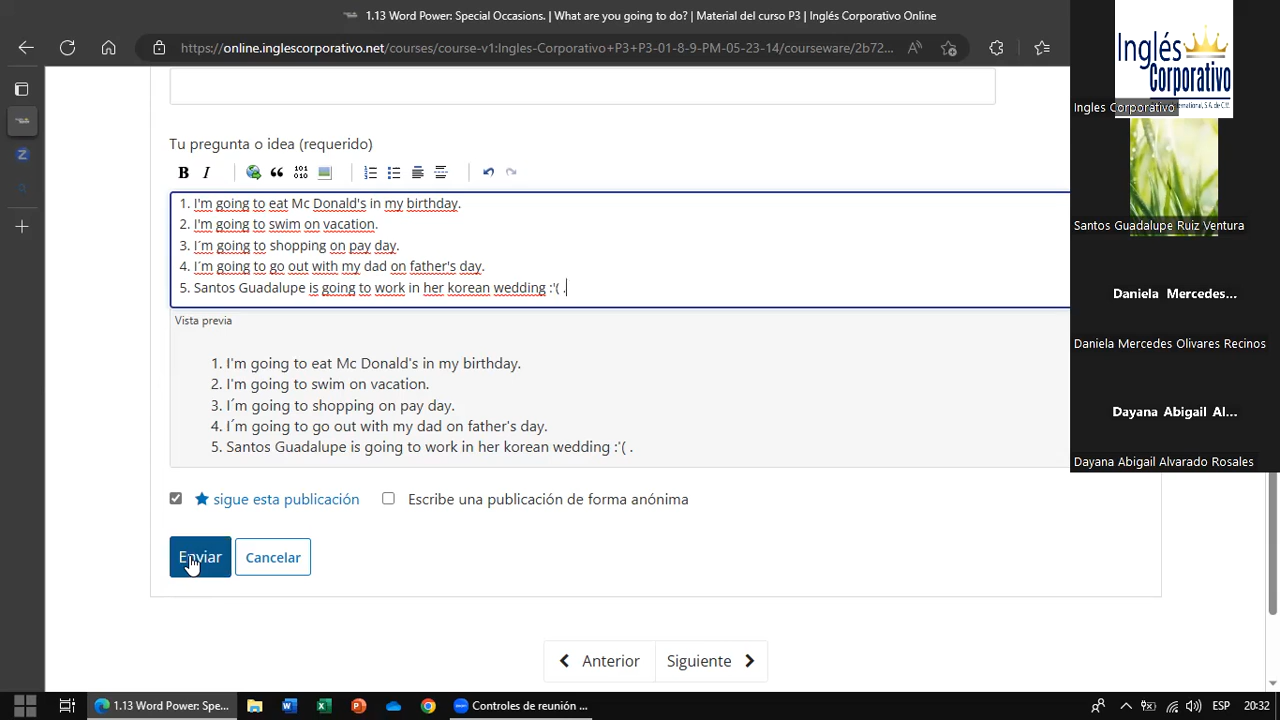 1.13 Word Power: Special Occasions. | What are you going to do? | Material del curso P3 | Inglés Corporativo Online
https://online.inglescorporativo.net/courses/course-v1:Ingles-Corporativo+P3+P3-01-8-9-PM-05-23-14/courseware/2b72...
Inglés
Corporativo
Ingles Corporativo
Tu pregunta o idea (requerido)
1. I'm going to eat Mc Donald's in my birthday.
2. I'm going to swim on vacation.
3. I´m going to shopping on pay day.
4. I´m going to go out with my dad on father's day.
5. Santos Guadalupe is going to work in her korean wedding :'( .
Vista previa
1. I'm going to eat Mc Donald's in my birthday.
2. I'm going to swim on vacation.
3. I´m going to shopping on pay day.
4. I´m going to go out with my dad on father's day.
5. Santos Guadalupe is going to work in her korean wedding :'( .
sigue esta publicación
Escribe una publicación de forma anónima
Enviar
Cancelar
Anterior
Siguiente
Santos Guadalupe Ruiz Ventura
Daniela Mercedes...
Daniela Mercedes Olivares Recinos
Dayana Abigail Al...
Dayana Abigail Alvarado Rosales
1.13 Word Power: Spe...
Controles de reunión ...
ESP
20:32